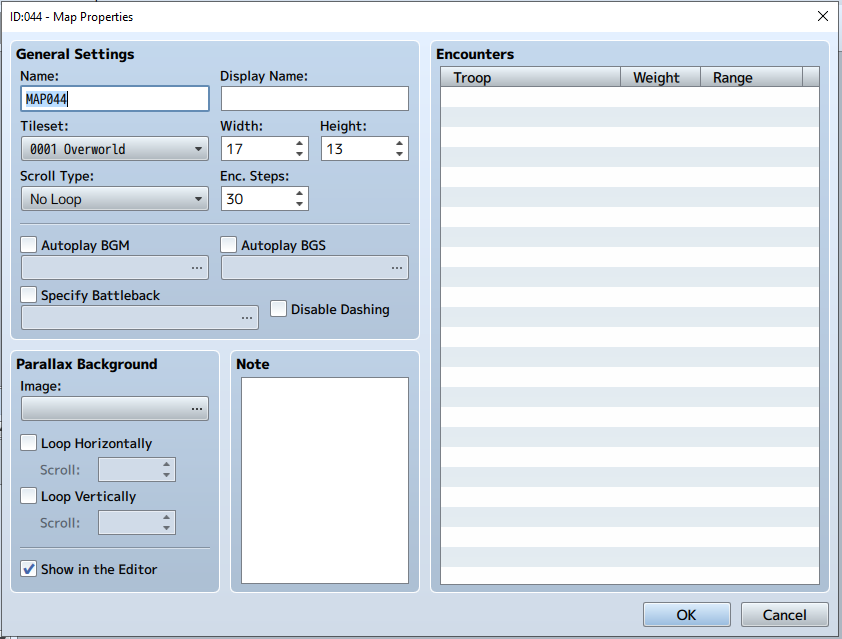 ID:044 - Map Properties
General Settings
Name:
Display Name:
MAP044
Tileset:
Width:
Height:
0001 Overworld
17
13
Scroll Type:
Enc. Steps:
No Loop
30
Autoplay BGM
Autoplay BGS
...
...
Specify Battleback
...
Disable Dashing
Parallax Background
Image:
...
Loop Horizontally
Scroll:
Loop Vertically
Scroll:
Show in the Editor
Note
Encounters
Troop
Weight
Range
OK
Cancel